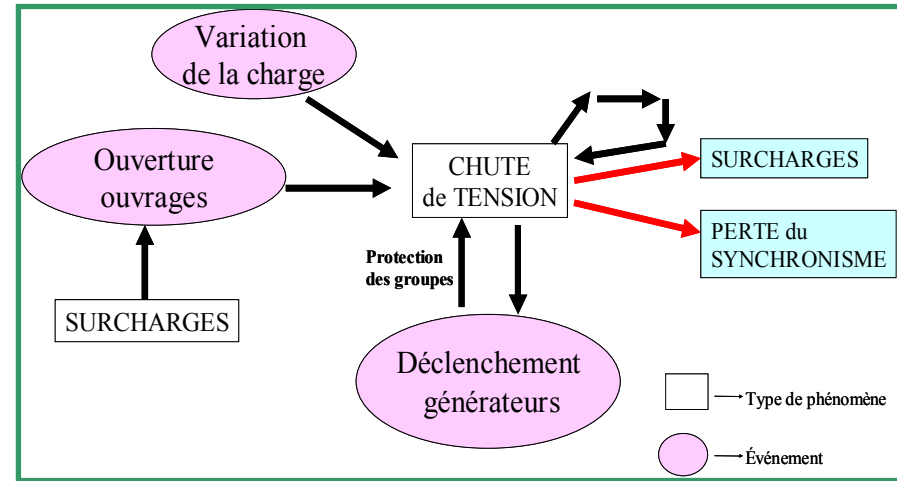 Variation
de la charge
Ouverture
ouvrages
CHUTE
de TENSION
SURCHARGES
PERTE du
SYNCHRONISME
Protection
des groupes
SURCHARGES
Déclenchement
générateurs
Type de phénomène
Événement